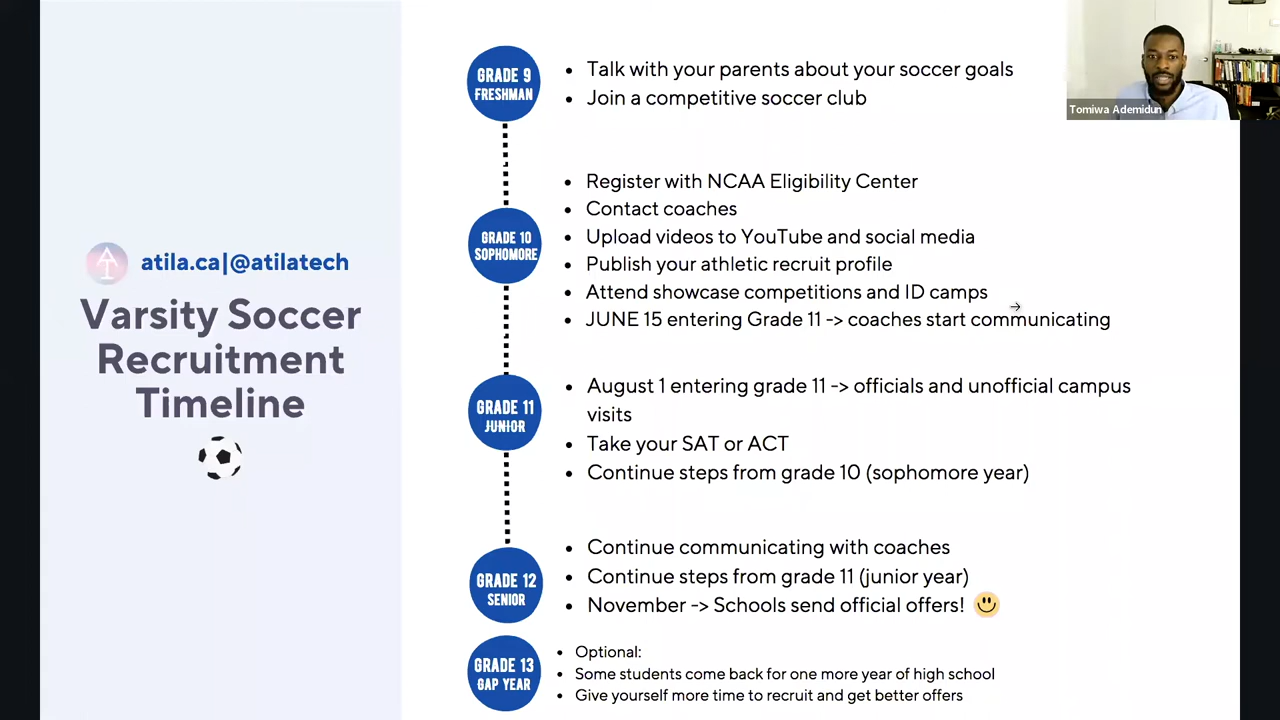 GRADE 9
FRESHMAN
• Talk with your parents about your soccer goals
• Join a competitive soccer club
Tomiwa Ademidun
GRADE 10
SOPHOMORE
• Register with NCAA Eligibility Center
• Contact coaches
• Upload videos to YouTube and social media
• Publish your athletic recruit profile
• Attend showcase competitions and ID camps
• JUNE 15 entering Grade 11 -> coaches start communicating
atila.ca|@atilatech
Varsity Soccer
Recruitment
Timeline
GRADE 11
JUNIOR
• August 1 entering grade 11 -> officials and unofficial campus
visits
• Take your SAT or ACT
• Continue steps from grade 10 (sophomore year)
GRADE 12
SENIOR
• Continue communicating with coaches
• Continue steps from grade 11 (junior year)
• November -> Schools send official offers!
GRADE 13
GAP YEAR
• Optional:
• Some students come back for one more year of high school
• Give yourself more time to recruit and get better offers